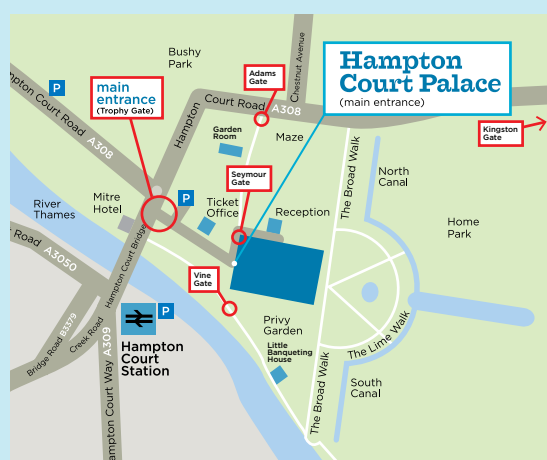 Bushy
Park
Chestnut Avenue
Hampton
Court Palace
(main entrance)
Adams
Gate
P
main
entrance
(Trophy Gate)
mpton Court Road A308
Hampton Court Road A308
Kingston
Gate
Garden
Room
Maze
Seymour
Gate
The Broad Walk
North
Canal
River
Thames
Mitre
Hotel
P
Ticket
Office
Reception
Home
Park
Road A3050
Hampton Court Bridge
Vine
Gate
P
Privy
Garden
Hampton
Court
Station
Bridge Road B3379
Creek Road
ampton Court Way A309
Little
Banqueting
House
The Lime Walk
The Broad Walk
South
Canal